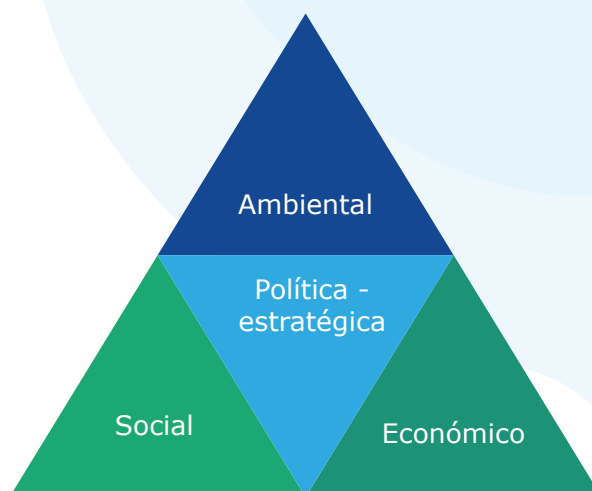 Ambiental
Política -
estratégica
Social
Económico